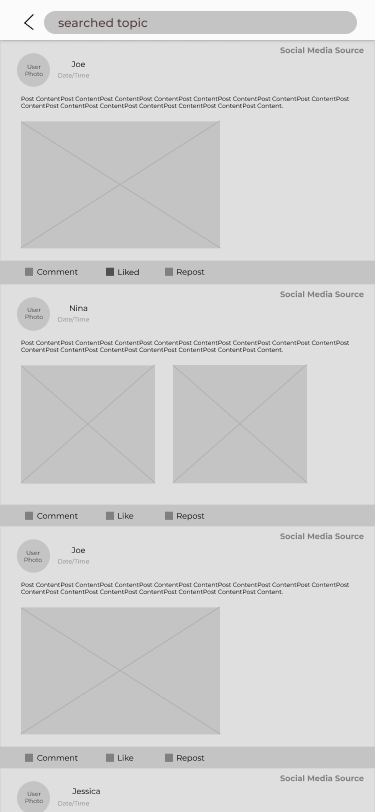 searched topic
Social Media Source
User
Photo
Joe
Date/Time
Post ContentPost ContentPost ContentPost ContentPost ContentPost ContentPost ContentPost ContentPost
ContentPost ContentPost ContentPost ContentPost ContentPost ContentPost Content.
Comment Liked Repost
Social Media Source
User
Photo
Nina
Date/Time
Post ContentPost ContentPost ContentPost ContentPost ContentPost ContentPost ContentPost ContentPost
ContentPost ContentPost ContentPost ContentPost ContentPost ContentPost Content.
Comment Like Repost
Social Media Source
User
Photo
Joe
Date/Time
Post ContentPost ContentPost ContentPost ContentPost ContentPost ContentPost ContentPost ContentPost
ContentPost ContentPost ContentPost ContentPost ContentPost ContentPost Content.
Comment Like Repost
Social Media Source
User
Photo
Jessica
Date/Time